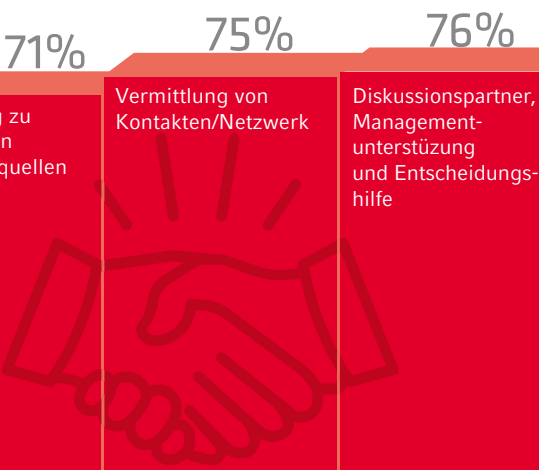 71%
75%
76%
zu
n
quellen
Vermittlung von
Kontakten/Netzwerk
Diskussionspartner,
Management-
unterstüzung
und Entscheidungs-
hilfe